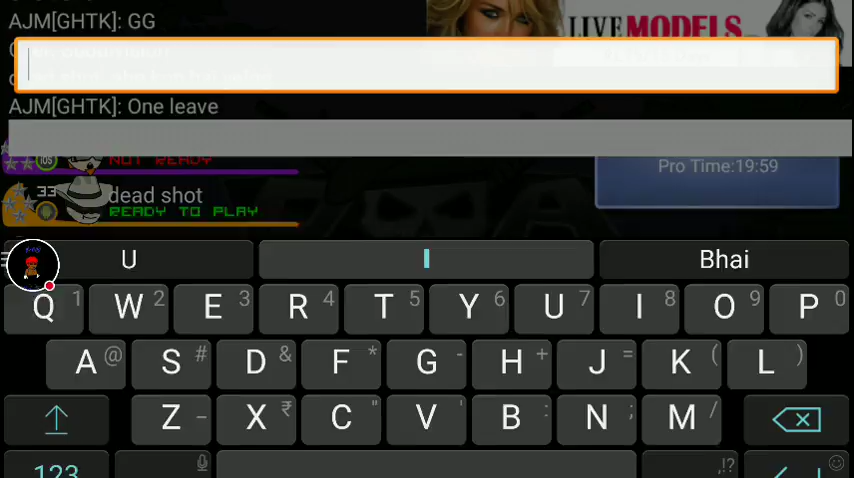 AJM[GHTK]: GG
LIVE MODELS
AJM[GHTK]: One leave
iOS NOT READY
Pro Time:19:59
33 dead shot
READY TO PLAY
U I Bhai
Q 1 W 2 E 3 R 4 T 5 Y 6 U 7 I 8 O 9 P 0
A @ S # D & F * G - H + J = K ( L )
Z _ X ₹ C " V ' B : N ; M /
123 ,!?